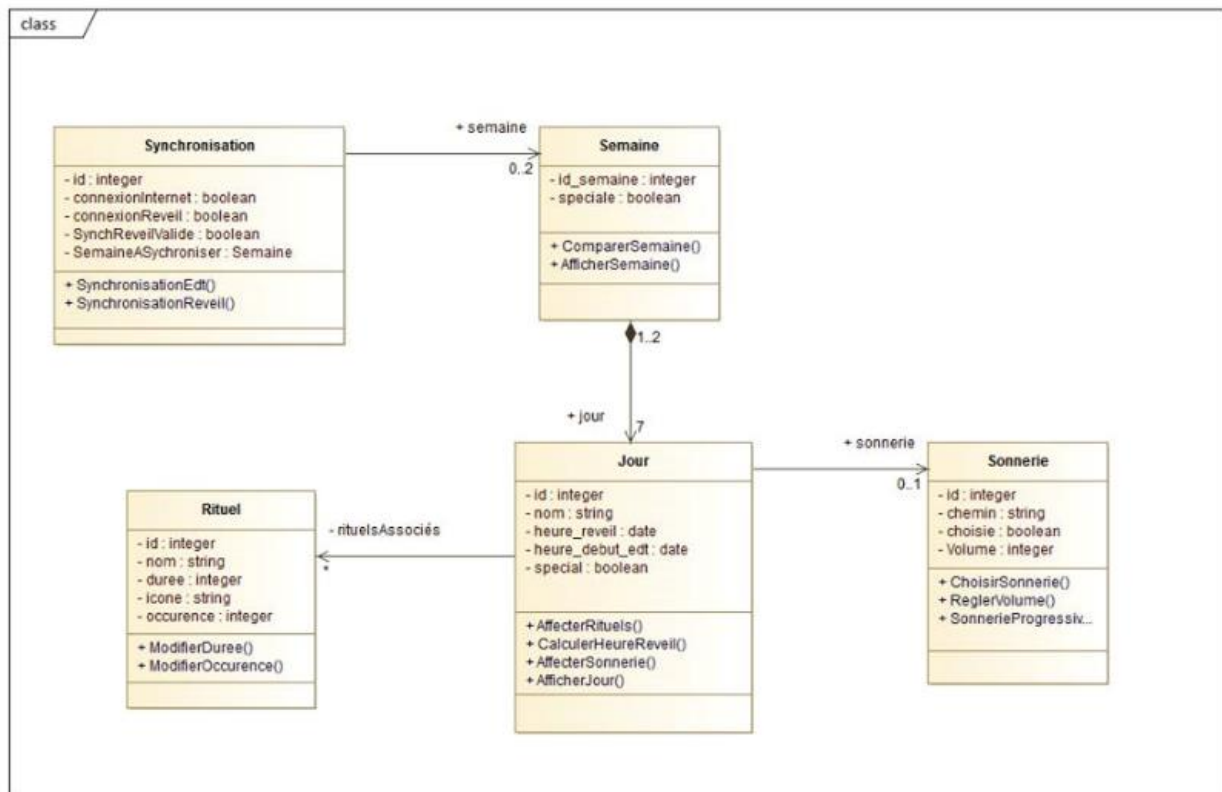 class
Synchronisation
- id : integer
- connexionInternet : boolean
- connexionReveil : boolean
- SynchReveilValide : boolean
- SemaineASychroniser : Semaine
+ SynchronisationEdt()
+ SynchronisationReveil()
+ semaine
0..2
Semaine
- id_semaine : integer
- speciale : boolean
+ ComparerSemaine()
+ AfficherSemaine()
1..2
+ jour
7
Jour
- id : integer
- nom : string
- heure_reveil : date
- heure_debut_edt : date
- special : boolean
+ AffecterRituels()
+ CalculerHeureReveil()
+ AffecterSonnerie()
+ AfficherJour()
+ sonnerie
0..1
Sonnerie
- id : integer
- chemin : string
- choisie : boolean
- Volume : integer
+ ChoisirSonnerie()
+ ReglerVolume()
+ SonnerieProgressiv...
- rituelsAssociés
*
Rituel
- id : integer
- nom : string
- duree : integer
- icone : string
- occurence : integer
+ ModifierDuree()
+ ModifierOccurence()